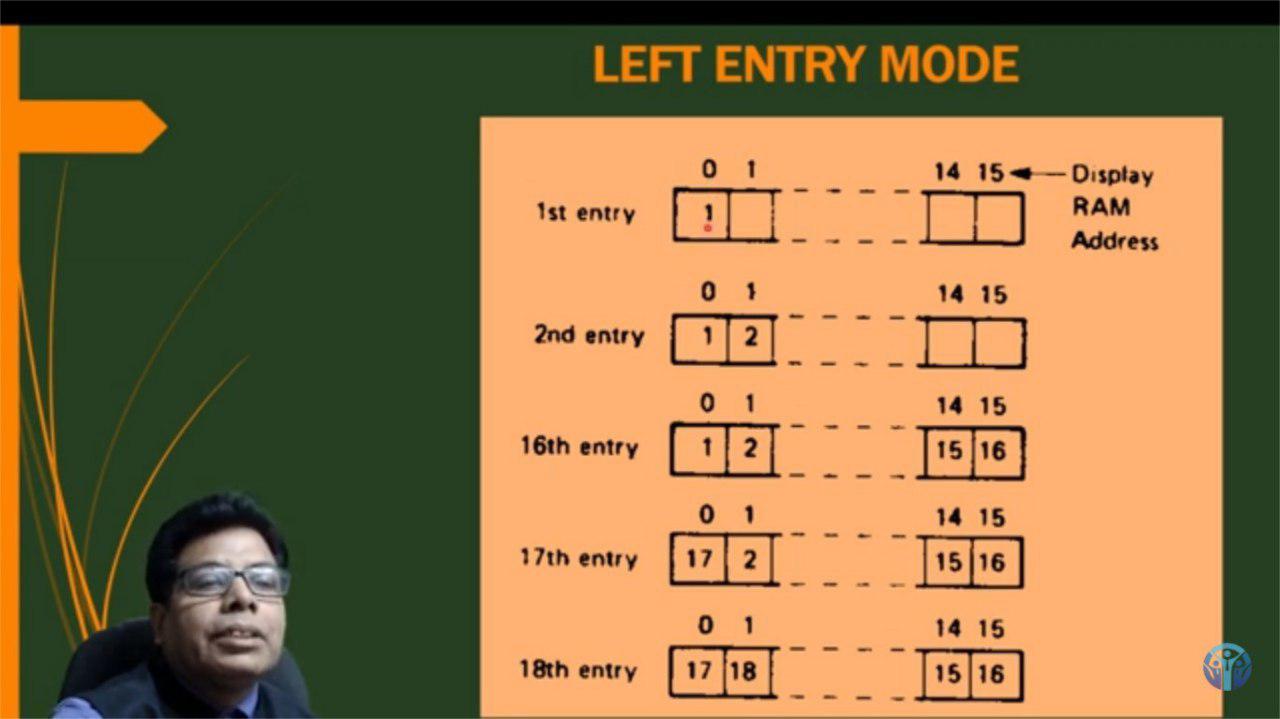 LEFT ENTRY MODE
0 1 14 15 Display
1st entry 1 RAM
Address
0 1 14 15
2nd entry 1 2
0 1 14 15
16th entry 1 2 15 16
0 1 14 15
17th entry 17 2 15 16
0 1 14 15
18th entry 17 18 15 16